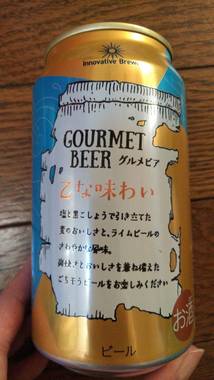 Innovative Brewe
GOURMET
BEER グルメビア
乙な味わい
塩と黒こしょうで引き立てた
麦のおいしさと、ライムピールの
さわやかな風味。
爽快さとおいしさを兼ね備えた
ごちそうビールをお楽しみください
お酒
ビール